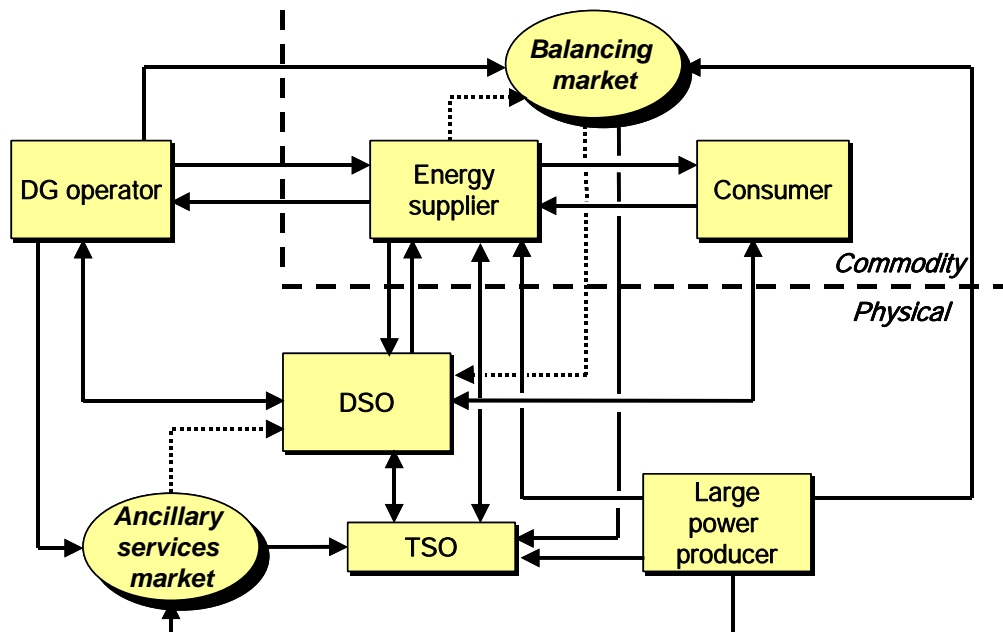 Balancing
market
DG operator
Energy
supplier
Consumer
Commodity
Physical
DSO
Ancillary
services
market
TSO
Large
power
producer